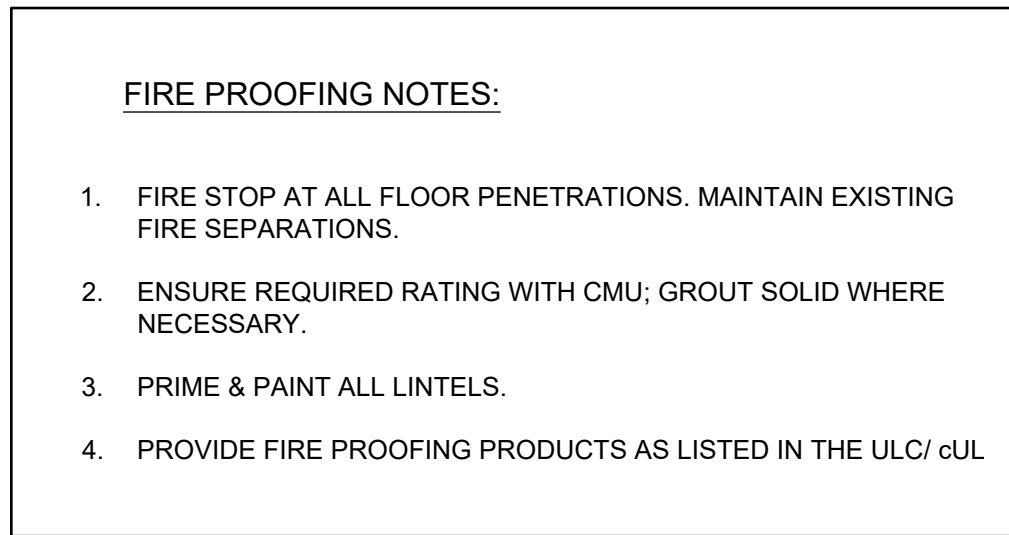 FIRE PROOFING NOTES:
1. FIRE STOP AT ALL FLOOR PENETRATIONS. MAINTAIN EXISTING
FIRE SEPARATIONS.
2. ENSURE REQUIRED RATING WITH CMU; GROUT SOLID WHERE
NECESSARY.
3. PRIME & PAINT ALL LINTELS.
4. PROVIDE FIRE PROOFING PRODUCTS AS LISTED IN THE ULC/ cUL